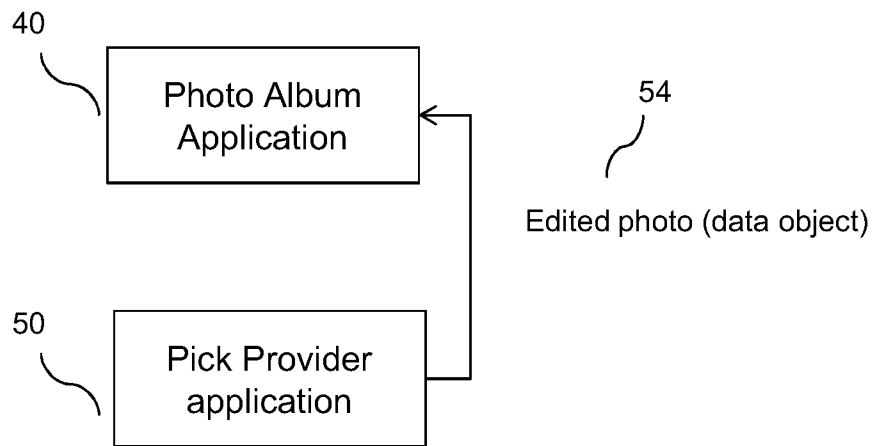 40
Photo Album
Application
54
Edited photo (data object)
50
Pick Provider
application